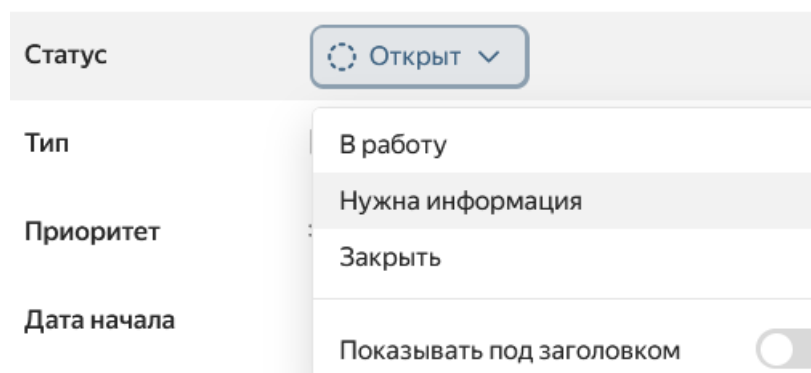 Статус
Открыт
Тип
В работу
Нужна информация
Приоритет
Закрыть
Дата начала
Показывать под заголовком